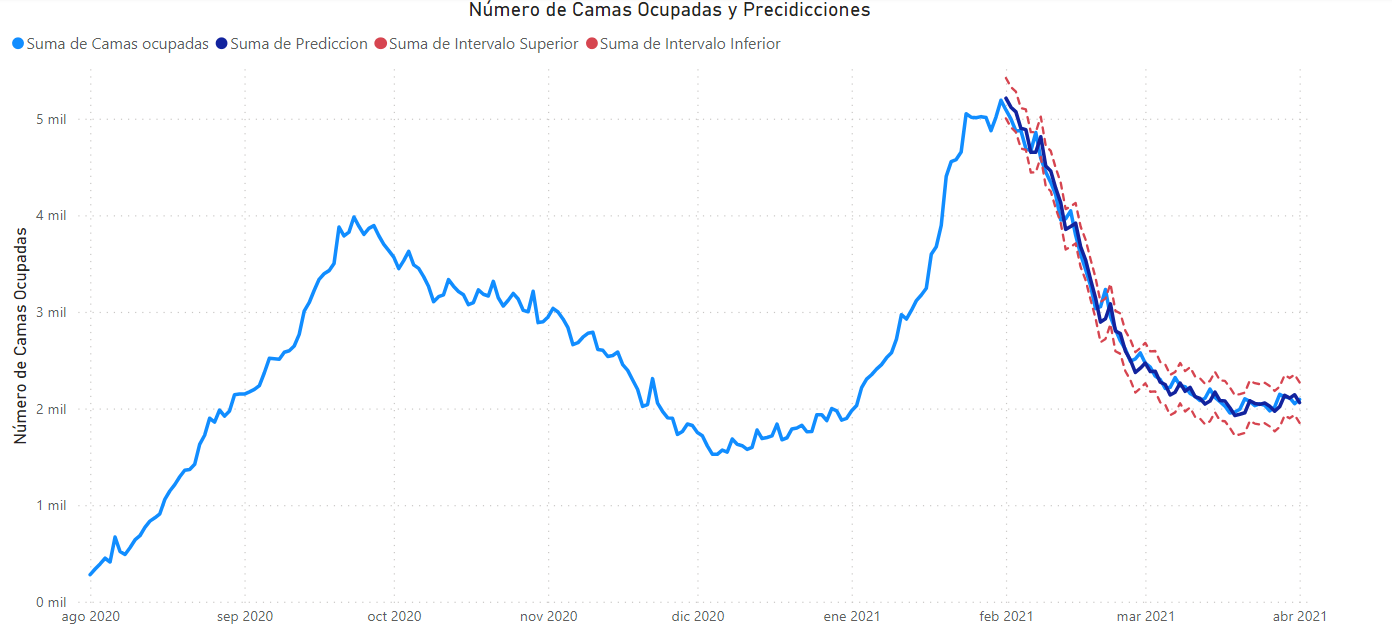 Número de Camas Ocupadas y Precidicciones
Suma de Camas ocupadas Suma de Prediccion Suma de Intervalo Superior Suma de Intervalo Inferior
Número de Camas Ocupadas
5 mil
4 mil
3 mil
2 mil
1 mil
0 mil
ago 2020 sep 2020 oct 2020 nov 2020 dic 2020 ene 2021 feb 2021 mar 2021 abr 2021